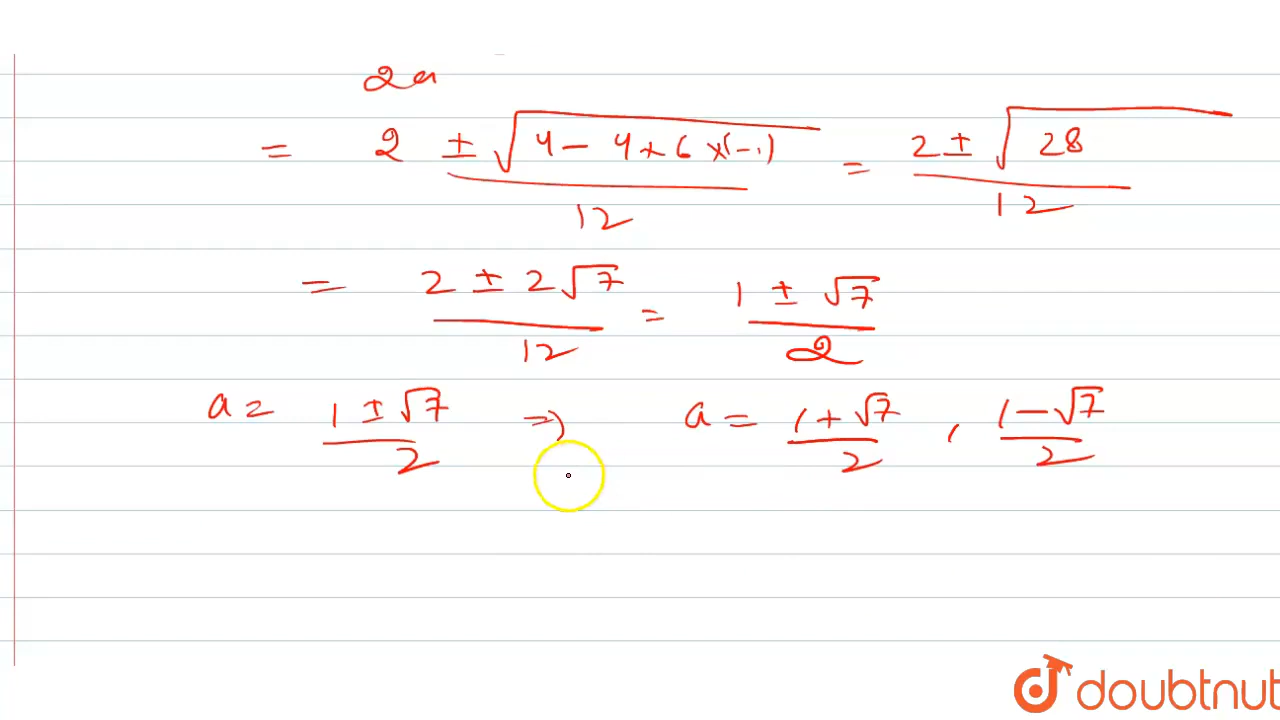 2a
= 2 ± √4 - 4 × 6 × (-1) / 12 = 2 ± √28 / 12
= 2 ± 2√7 / 12 = 1 ± √7 / 2
a = 1 ± √7 / 2 => a = 1 + √7 / 2 , 1 - √7 / 2
doubtnut